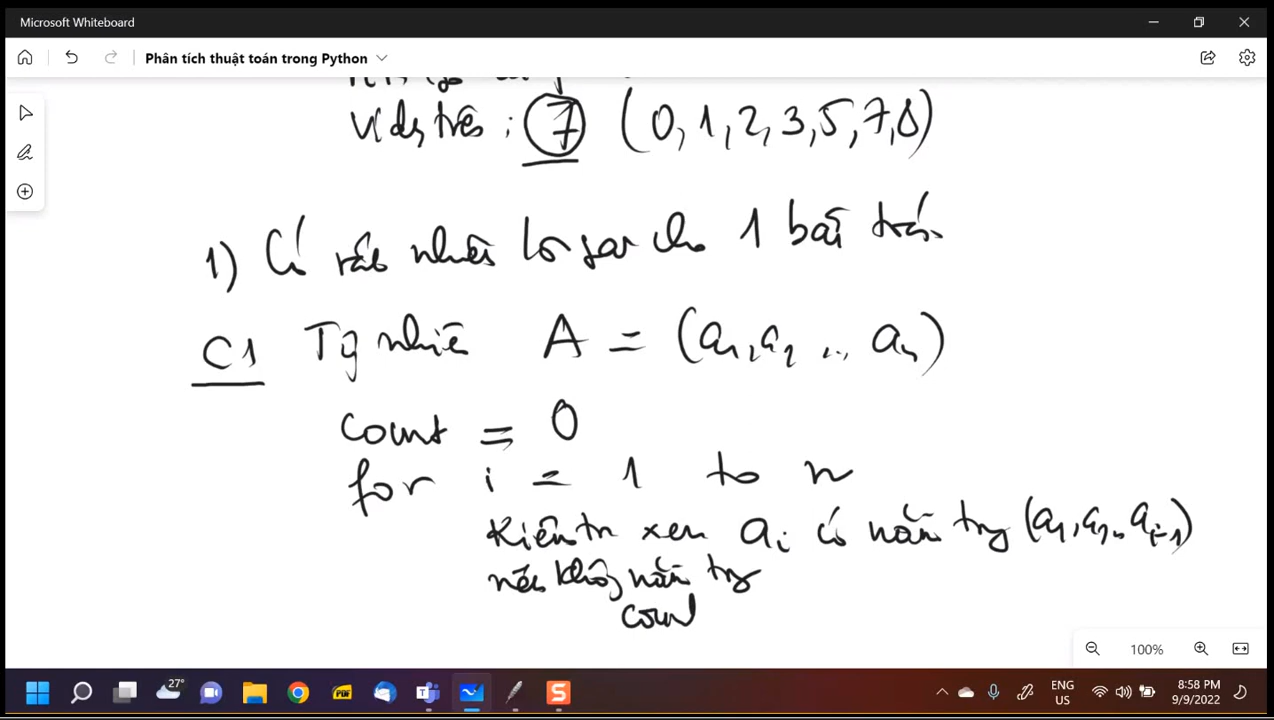 Microsoft Whiteboard
Phân tích thuật toán trong Python
Ví dụ trên : 7 (0, 1, 2, 3, 5, 7, 8)
1) Có rất nhiều lời giải cho 1 bài toán
C1 Tự nhiên A = (a1, a2 ... an)
count = 0
for i = 1 to n
Kiểm tra xem ai có nằm trong (a1, a2, .. ai-1)
nếu không nằm trong
coun
100%
27°
ENG
US
8:58 PM
9/9/2022